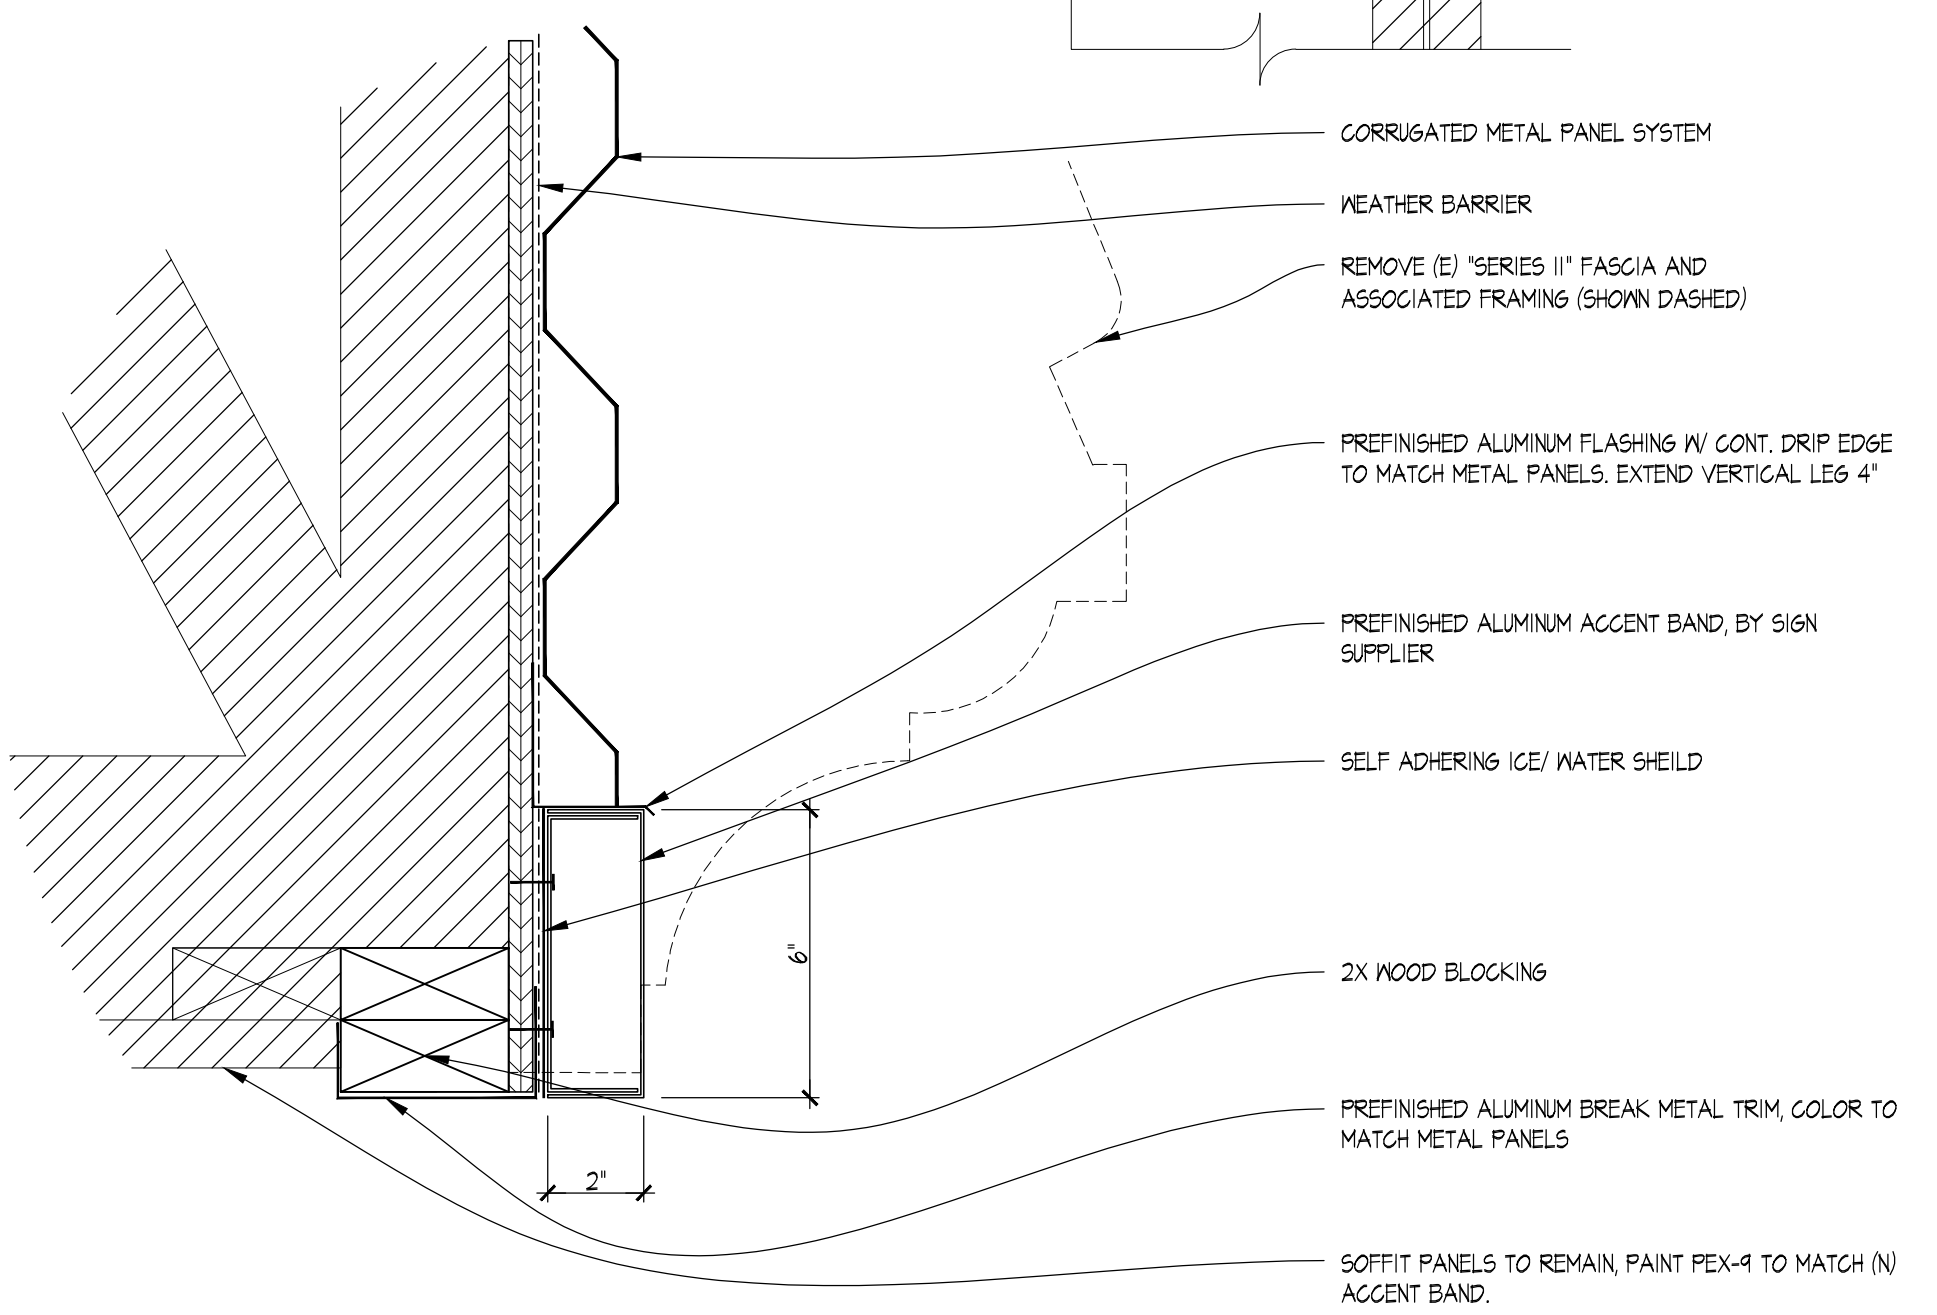 CORRUGATED METAL PANEL SYSTEM
WEATHER BARRIER
REMOVE (E) "SERIES II" FASCIA AND
ASSOCIATED FRAMING (SHOWN DASHED)
PREFINISHED ALUMINUM FLASHING W/ CONT. DRIP EDGE
TO MATCH METAL PANELS. EXTEND VERTICAL LEG 4"
PREFINISHED ALUMINUM ACCENT BAND, BY SIGN
SUPPLIER
SELF ADHERING ICE/ WATER SHEILD
6"
2X WOOD BLOCKING
PREFINISHED ALUMINUM BREAK METAL TRIM, COLOR TO
MATCH METAL PANELS
2"
SOFFIT PANELS TO REMAIN, PAINT PEX-9 TO MATCH (N)
ACCENT BAND.